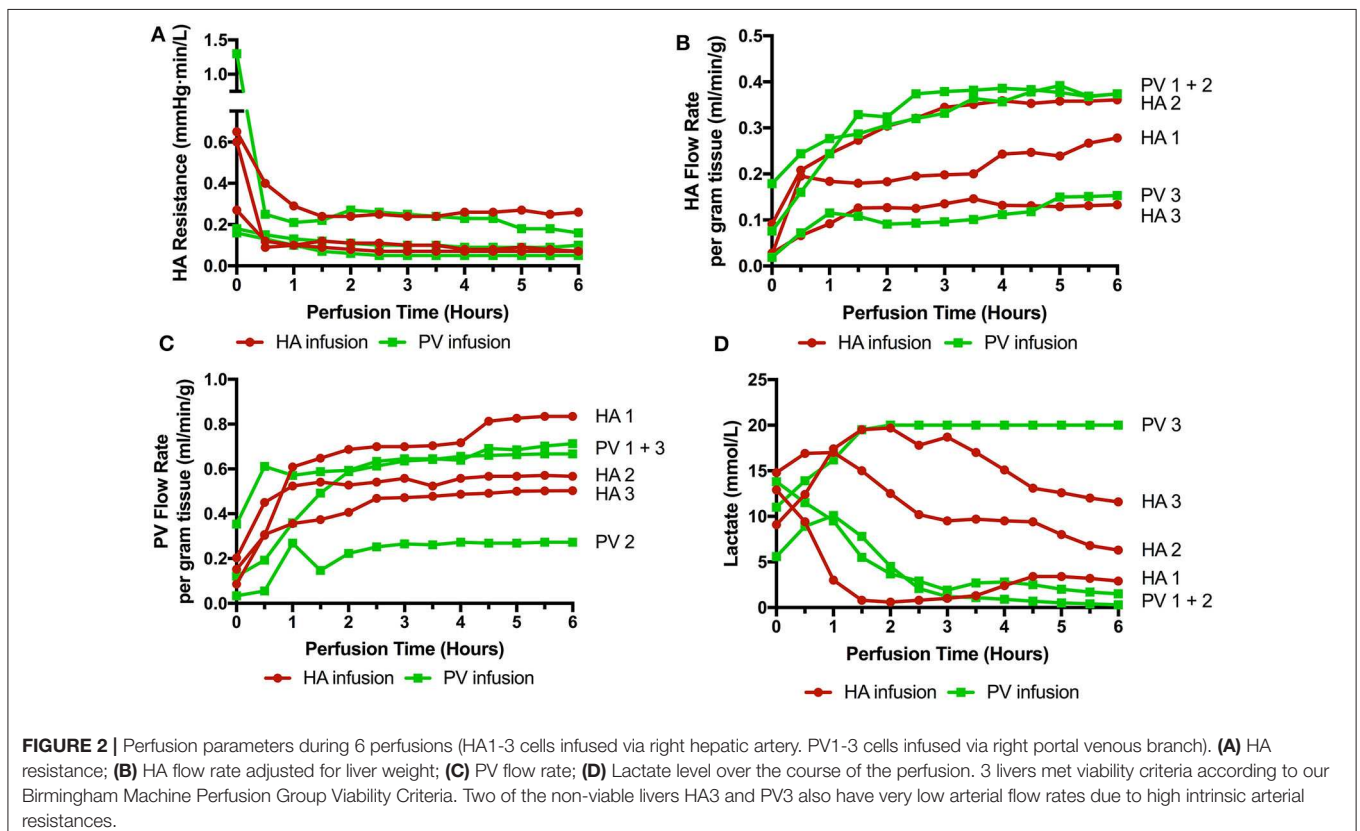 A
HA Resistance (mmHg·min/L)
1.5
1.0
0.6
0.4
0.2
0.0
0 1 2 3 4 5 6
Perfusion Time (Hours)
HA infusion PV infusion
B
HA Flow Rate
per gram tissue (ml/min/g)
0.5
0.4
0.3
0.2
0.1
0.0
0 1 2 3 4 5 6
Perfusion Time (Hours)
PV 1 + 2
HA 2
HA 1
PV 3
HA 3
HA infusion PV infusion
C
PV Flow Rate
per gram tissue (ml/min/g)
1.0
0.8
0.6
0.4
0.2
0.0
0 1 2 3 4 5 6
Perfusion Time (Hours)
HA 1
PV 1 + 3
HA 2
HA 3
PV 2
HA infusion PV infusion
D
Lactate (mmol/L)
25
20
15
10
5
0
0 1 2 3 4 5 6
Perfusion Time (Hours)
PV 3
HA 3
HA 2
HA 1
PV 1 + 2
HA infusion PV infusion
FIGURE 2 | Perfusion parameters during 6 perfusions (HA1-3 cells infused via right hepatic artery. PV1-3 cells infused via right portal venous branch). (A) HA
resistance; (B) HA flow rate adjusted for liver weight; (C) PV flow rate; (D) Lactate level over the course of the perfusion. 3 livers met viability criteria according to our
Birmingham Machine Perfusion Group Viability Criteria. Two of the non-viable livers HA3 and PV3 also have very low arterial flow rates due to high intrinsic arterial
resistances.